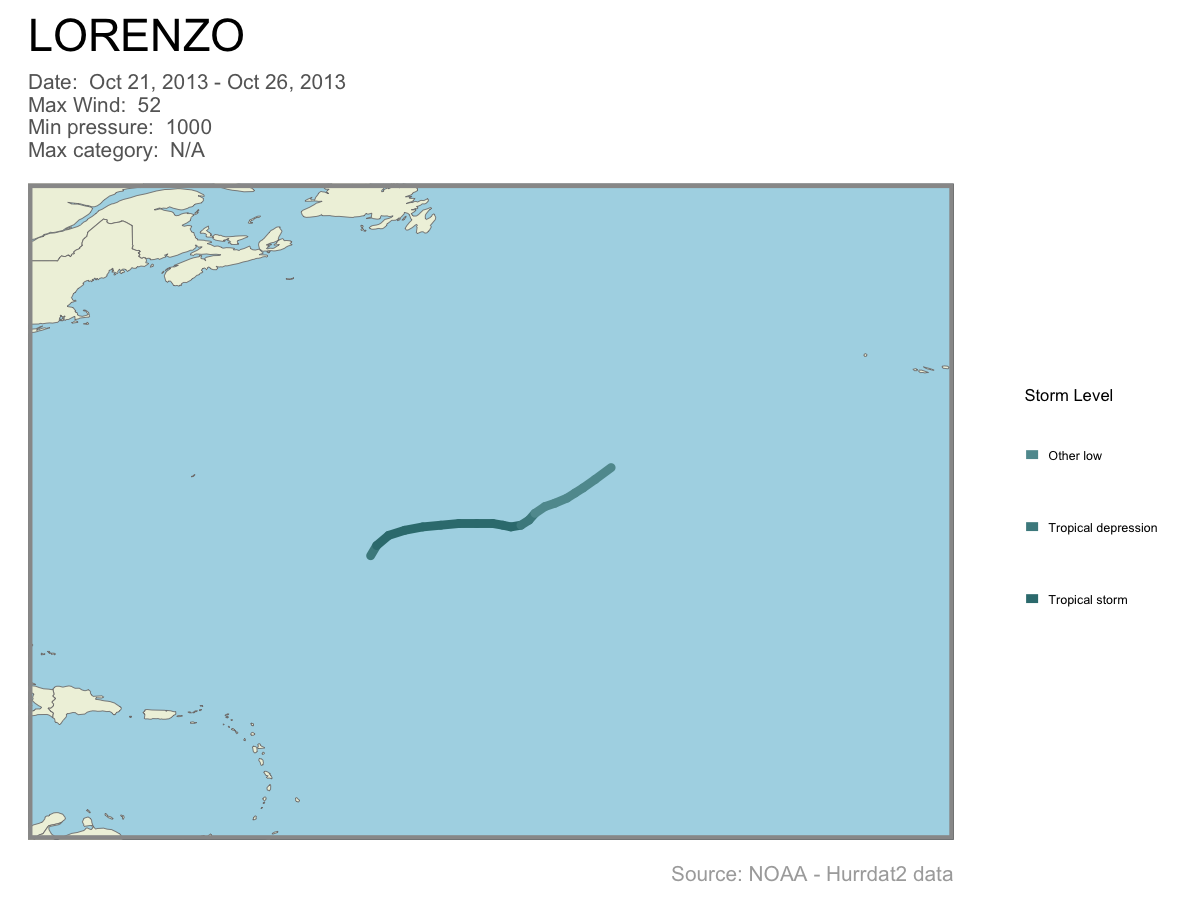 LORENZO
Date:  Oct 21, 2013 - Oct 26, 2013
Max Wind:  52
Min pressure:  1000
Max category:  N/A
Storm Level
Other low
Tropical depression
Tropical storm
Source: NOAA - Hurrdat2 data